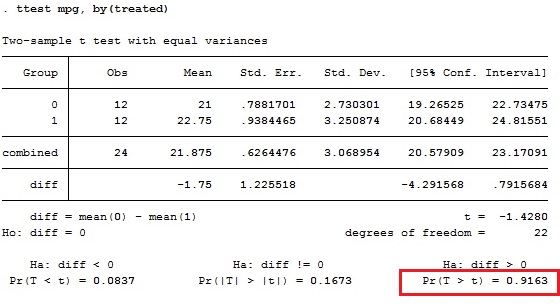 . ttest mpg, by(treated)
Two-sample t test with equal variances
Group Obs Mean Std. Err. Std. Dev. [95% Conf. Interval]
0 12 21 .7881701 2.730301 19.26525 22.73475
1 12 22.75 .9384465 3.250874 20.68449 24.81551
combined 24 21.875 .6264476 3.068954 20.57909 23.17091
diff -1.75 1.225518 -4.291568 .7915684
diff = mean(0) - mean(1) t = -1.4280
Ho: diff = 0 degrees of freedom = 22
Ha: diff < 0 Ha: diff != 0 Ha: diff > 0
Pr(T < t) = 0.0837 Pr(|T| > |t|) = 0.1673 Pr(T > t) = 0.9163